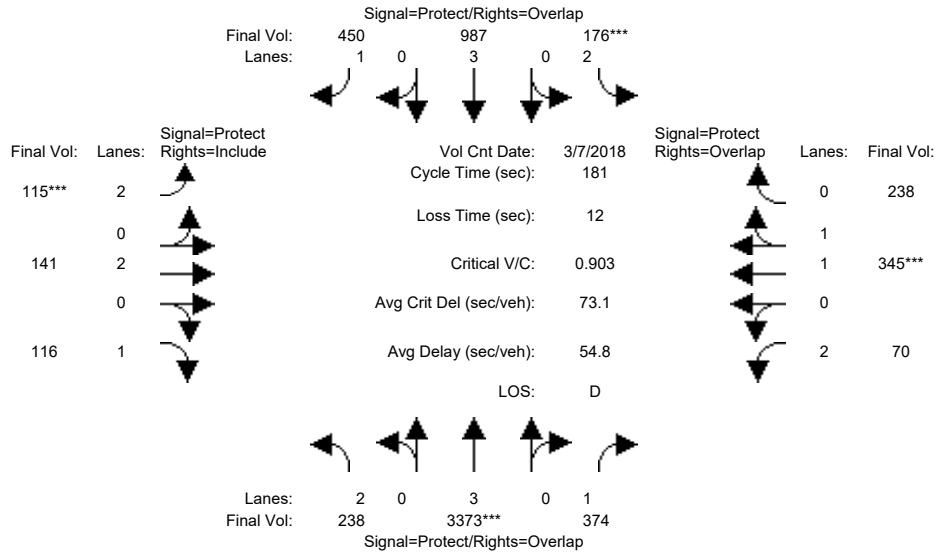 Signal=Protect/Rights=Overlap
Final Vol: 450 987 176***
Lanes: 1 0 3 0 2
Signal=Protect
Final Vol: Lanes: Rights=Include
Vol Cnt Date: 3/7/2018
Signal=Protect
Rights=Overlap Lanes: Final Vol:
Cycle Time (sec): 181
115*** 2
0 238
Loss Time (sec): 12
0
1
141 2
Critical V/C: 0.903
1 345***
0
Avg Crit Del (sec/veh): 73.1
0
116 1
Avg Delay (sec/veh): 54.8
2 70
LOS: D
Lanes: 2 0 3 0 1
Final Vol: 238 3373*** 374
Signal=Protect/Rights=Overlap